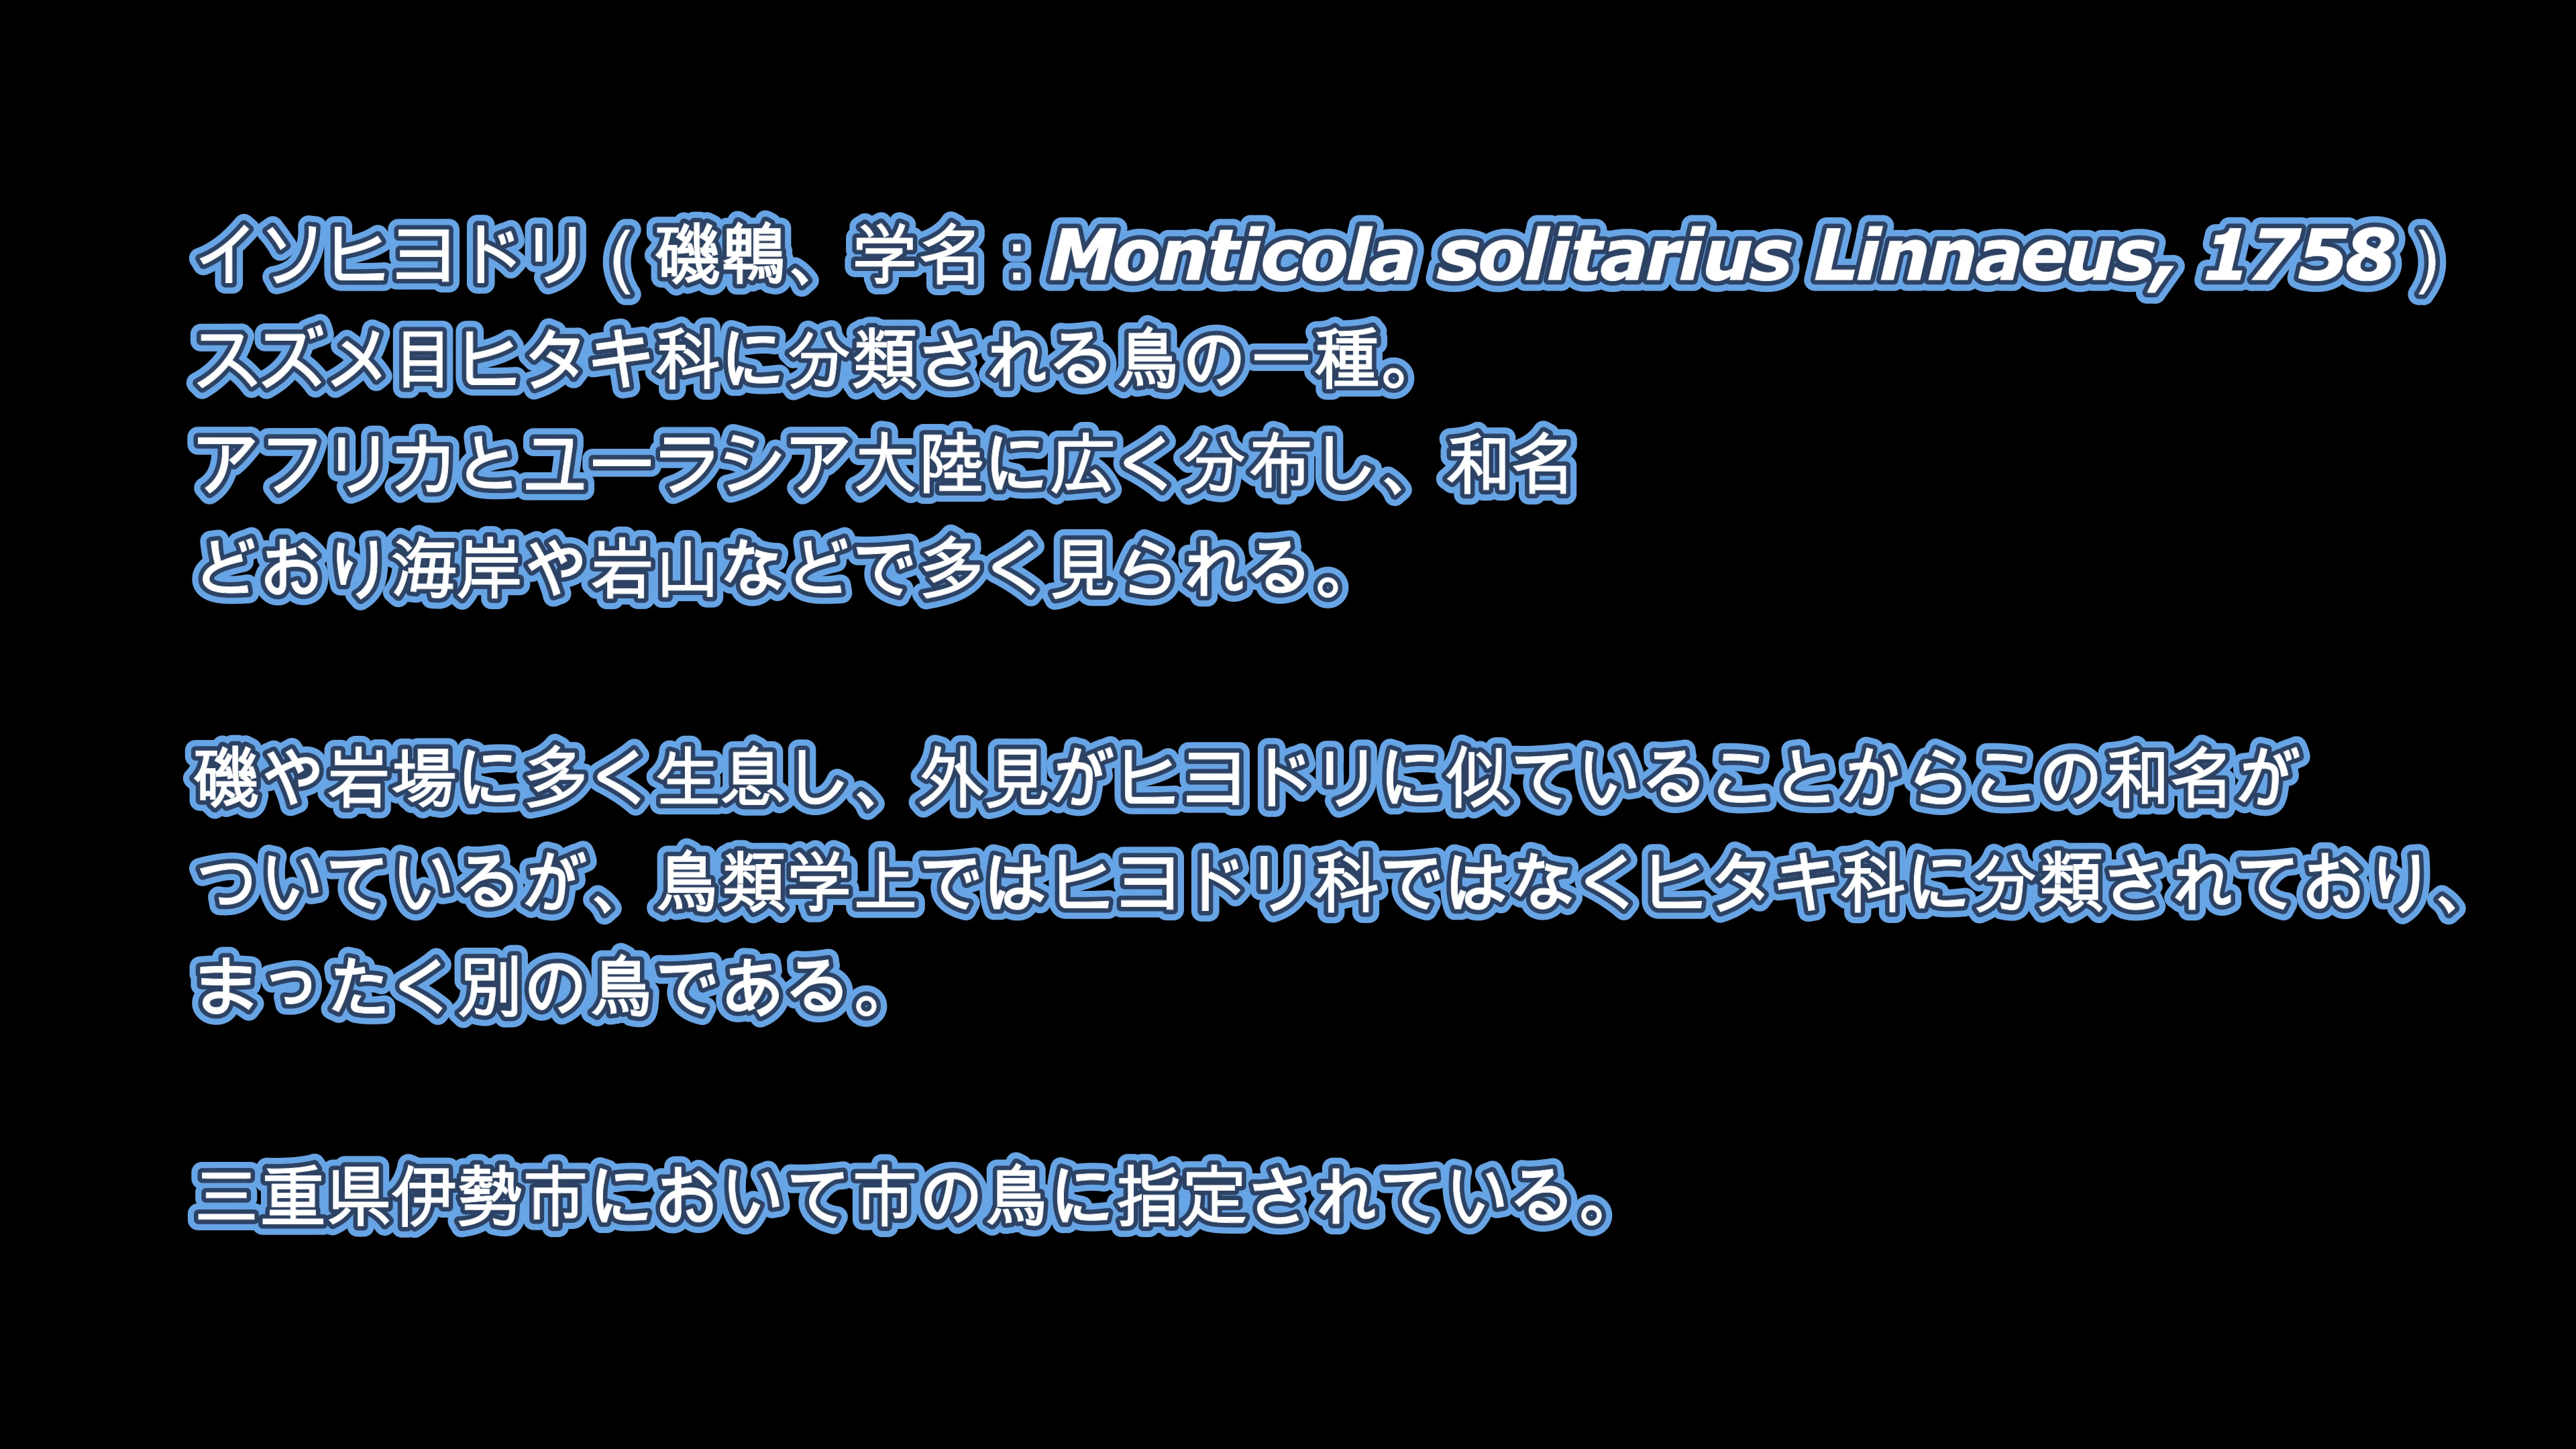 イソヒヨドリ ( 磯鵯、学名 : Monticola solitarius Linnaeus, 1758 )
スズメ目ヒタキ科に分類される鳥の一種。
アフリカとユーラシア大陸に広く分布し、和名
どおり海岸や岩山などで多く見られる。
磯や岩場に多く生息し、外見がヒヨドリに似ていることからこの和名が
ついているが、鳥類学上ではヒヨドリ科ではなくヒタキ科に分類されており、
まったく別の鳥である。
三重県伊勢市において市の鳥に指定されている。